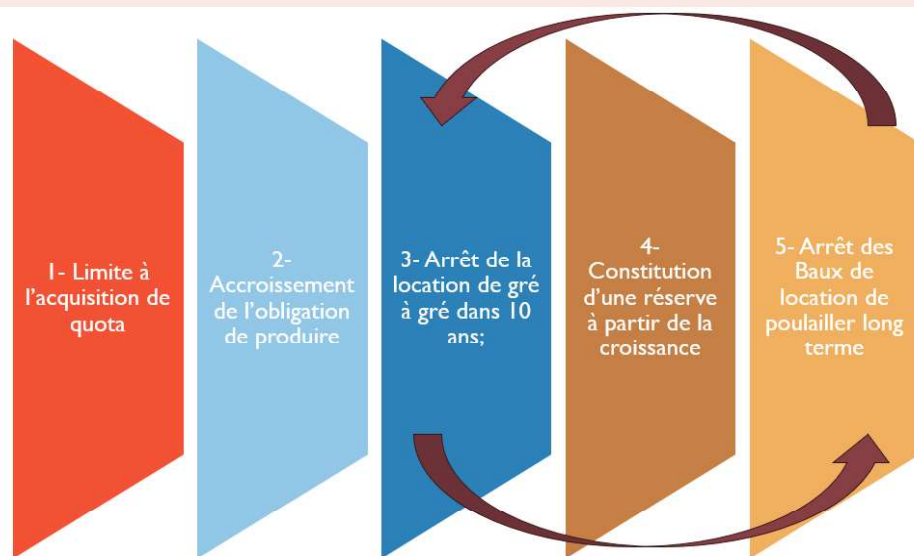 1- Limite à
l’acquisition de
quota
2-
Accroissement
de l’obligation
de produire
3- Arrêt de la
location de gré
à gré dans 10
ans;
4-
Constitution
d’une réserve
à partir de la
croissance
5- Arrêt des
Baux de
location de
poulailler long
terme